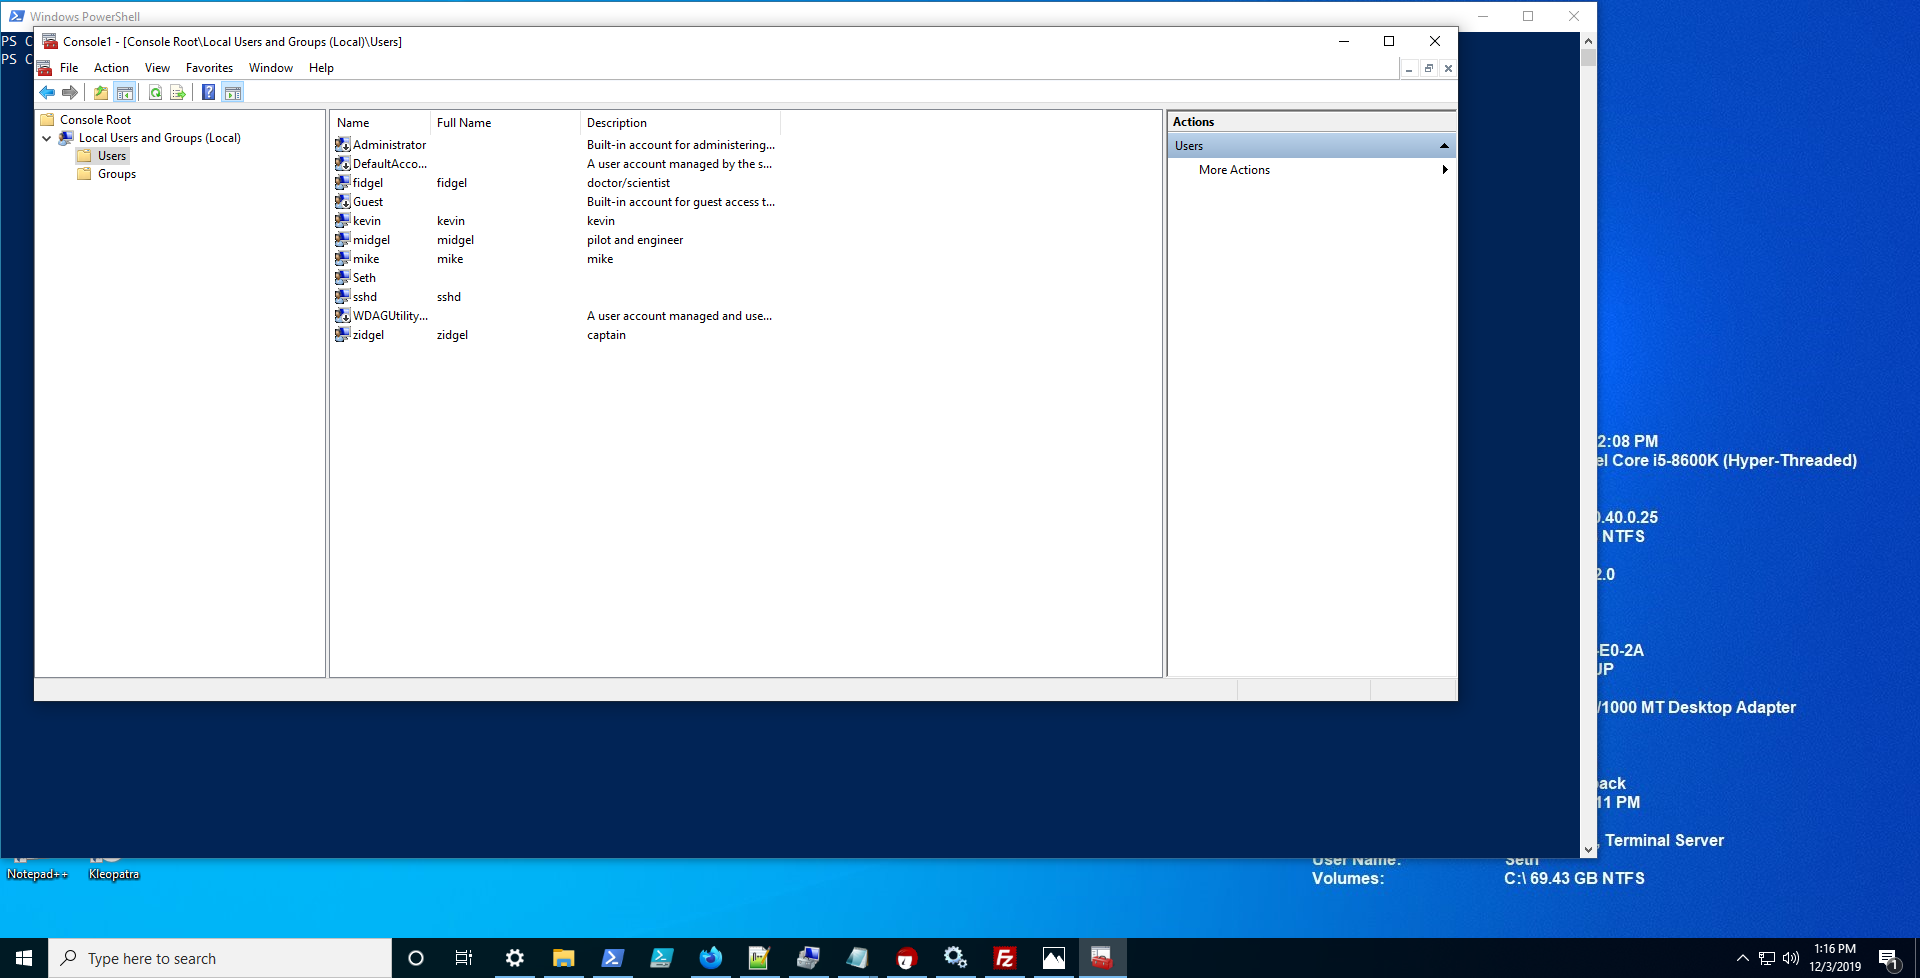 Windows PowerShell
PS C
PS C
Console1 - [Console Root\Local Users and Groups (Local)\Users]
File Action View Favorites Window Help
Console Root
Local Users and Groups (Local)
Users
Groups
Name Full Name Description
Administrator Built-in account for administering...
DefaultAcco... A user account managed by the s...
fidgel fidgel doctor/scientist
Guest Built-in account for guest access t...
kevin kevin kevin
midgel midgel pilot and engineer
mike mike mike
Seth
sshd sshd
WDAGUtility... A user account managed and use...
zidgel zidgel captain
Actions
Users
More Actions
2:08 PM
el Core i5-8600K (Hyper-Threaded)
0.40.0.25
NTFS
2.0
-E0-2A
UP
/1000 MT Desktop Adapter
pack
11 PM
, Terminal Server
User Name: Seth
Volumes: C:\ 69.43 GB NTFS
Notepad++
Kleopatra
Type here to search
1:16 PM
12/3/2019
1